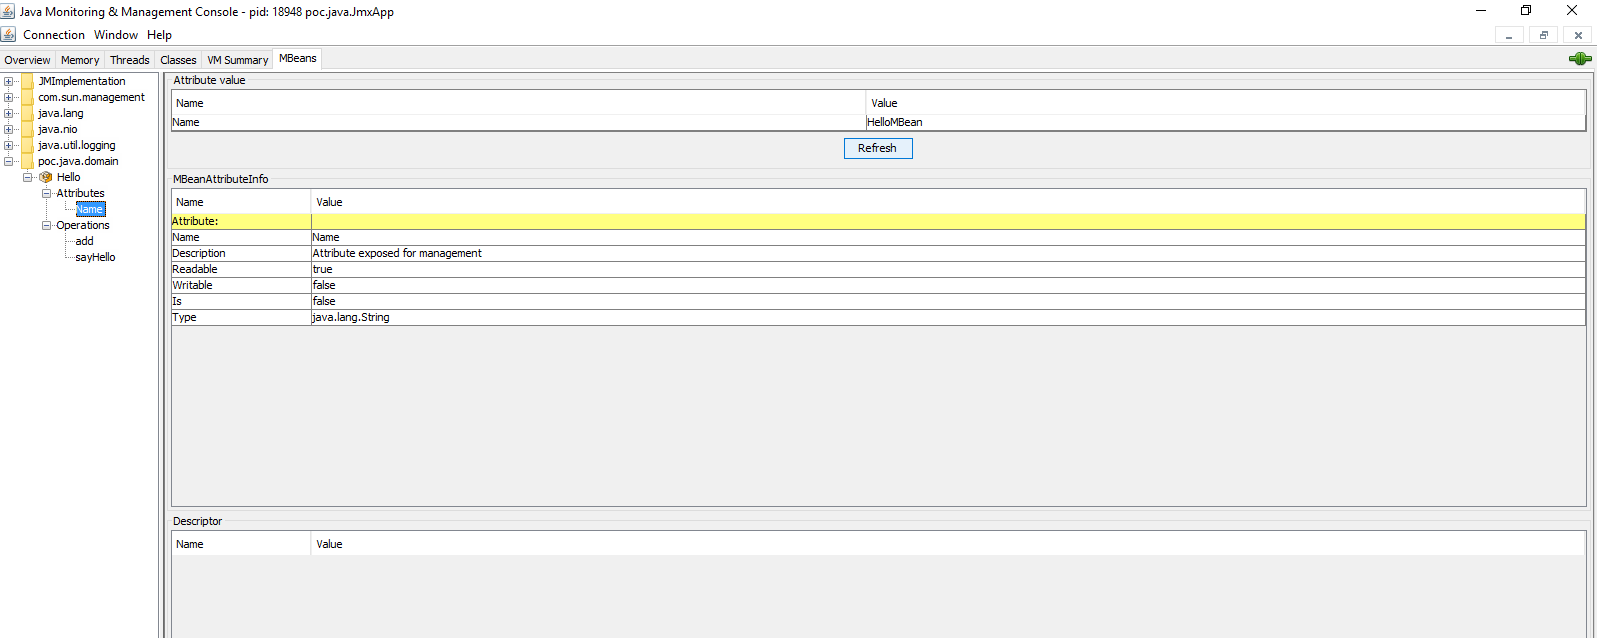 Java Monitoring & Management Console - pid: 18948 poc.java.JmxApp
Connection Window Help
Overview Memory Threads Classes VM Summary MBeans
JMImplementation
com.sun.management
java.lang
java.nio
java.util.logging
poc.java.domain
Hello
Attributes
Name
Operations
add
sayHello
Attribute value
Name Value
Name HelloMBean
Refresh
MBeanAttributeInfo
Name Value
Attribute:
Name Name
Description Attribute exposed for management
Readable true
Writable false
Is false
Type java.lang.String
Descriptor
Name Value